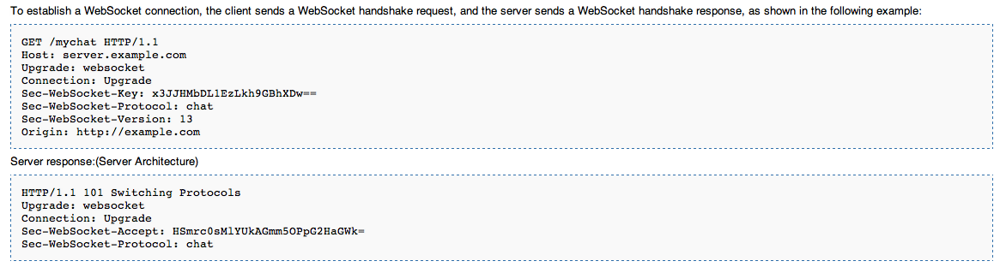 To establish a WebSocket connection, the client sends a WebSocket handshake request, and the server sends a WebSocket handshake response, as shown in the following example:
GET /mychat HTTP/1.1
Host: server.example.com
Upgrade: websocket
Connection: Upgrade
Sec-WebSocket-Key: x3JJHMbDL1EzLkh9GBhXDw==
Sec-WebSocket-Protocol: chat
Sec-WebSocket-Version: 13
Origin: http://example.com
Server response:(Server Architecture)
HTTP/1.1 101 Switching Protocols
Upgrade: websocket
Connection: Upgrade
Sec-WebSocket-Accept: HSmrc0sMlYUkAGmm5OPpG2HaGWk=
Sec-WebSocket-Protocol: chat